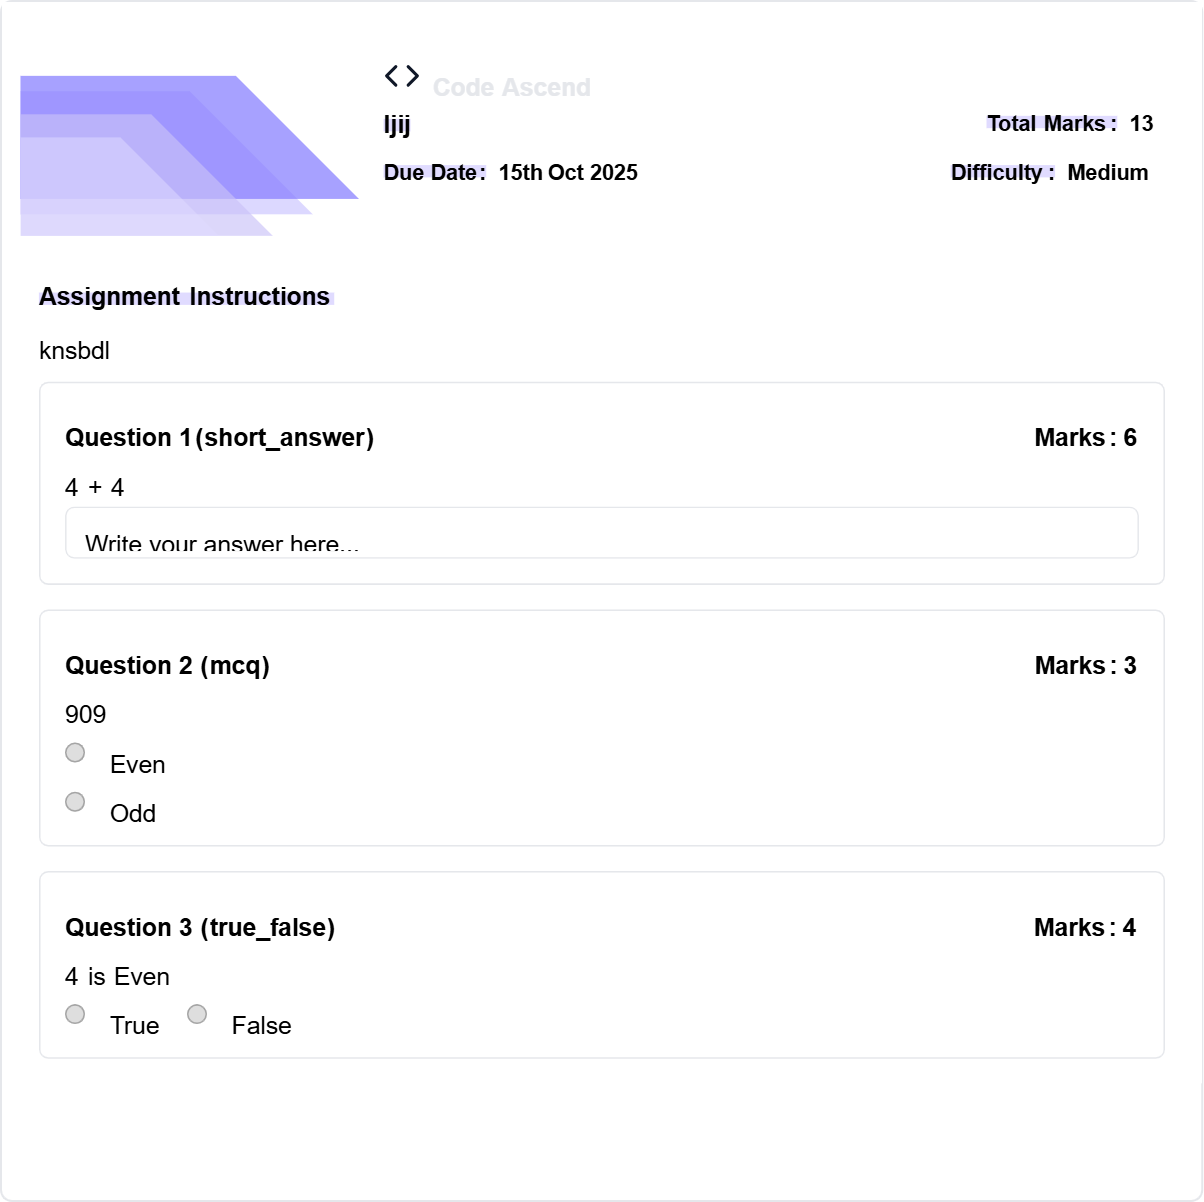 Code Ascend
ljij
Total Marks : 13
Due Date : 15th Oct 2025
Difficulty : Medium
Assignment Instructions
knsbdl
Question 1 (short_answer)
Marks : 6
4 + 4
Write your answer here...
Question 2 (mcq)
Marks : 3
909
Even
Odd
Question 3 (true_false)
Marks : 4
4 is Even
True False